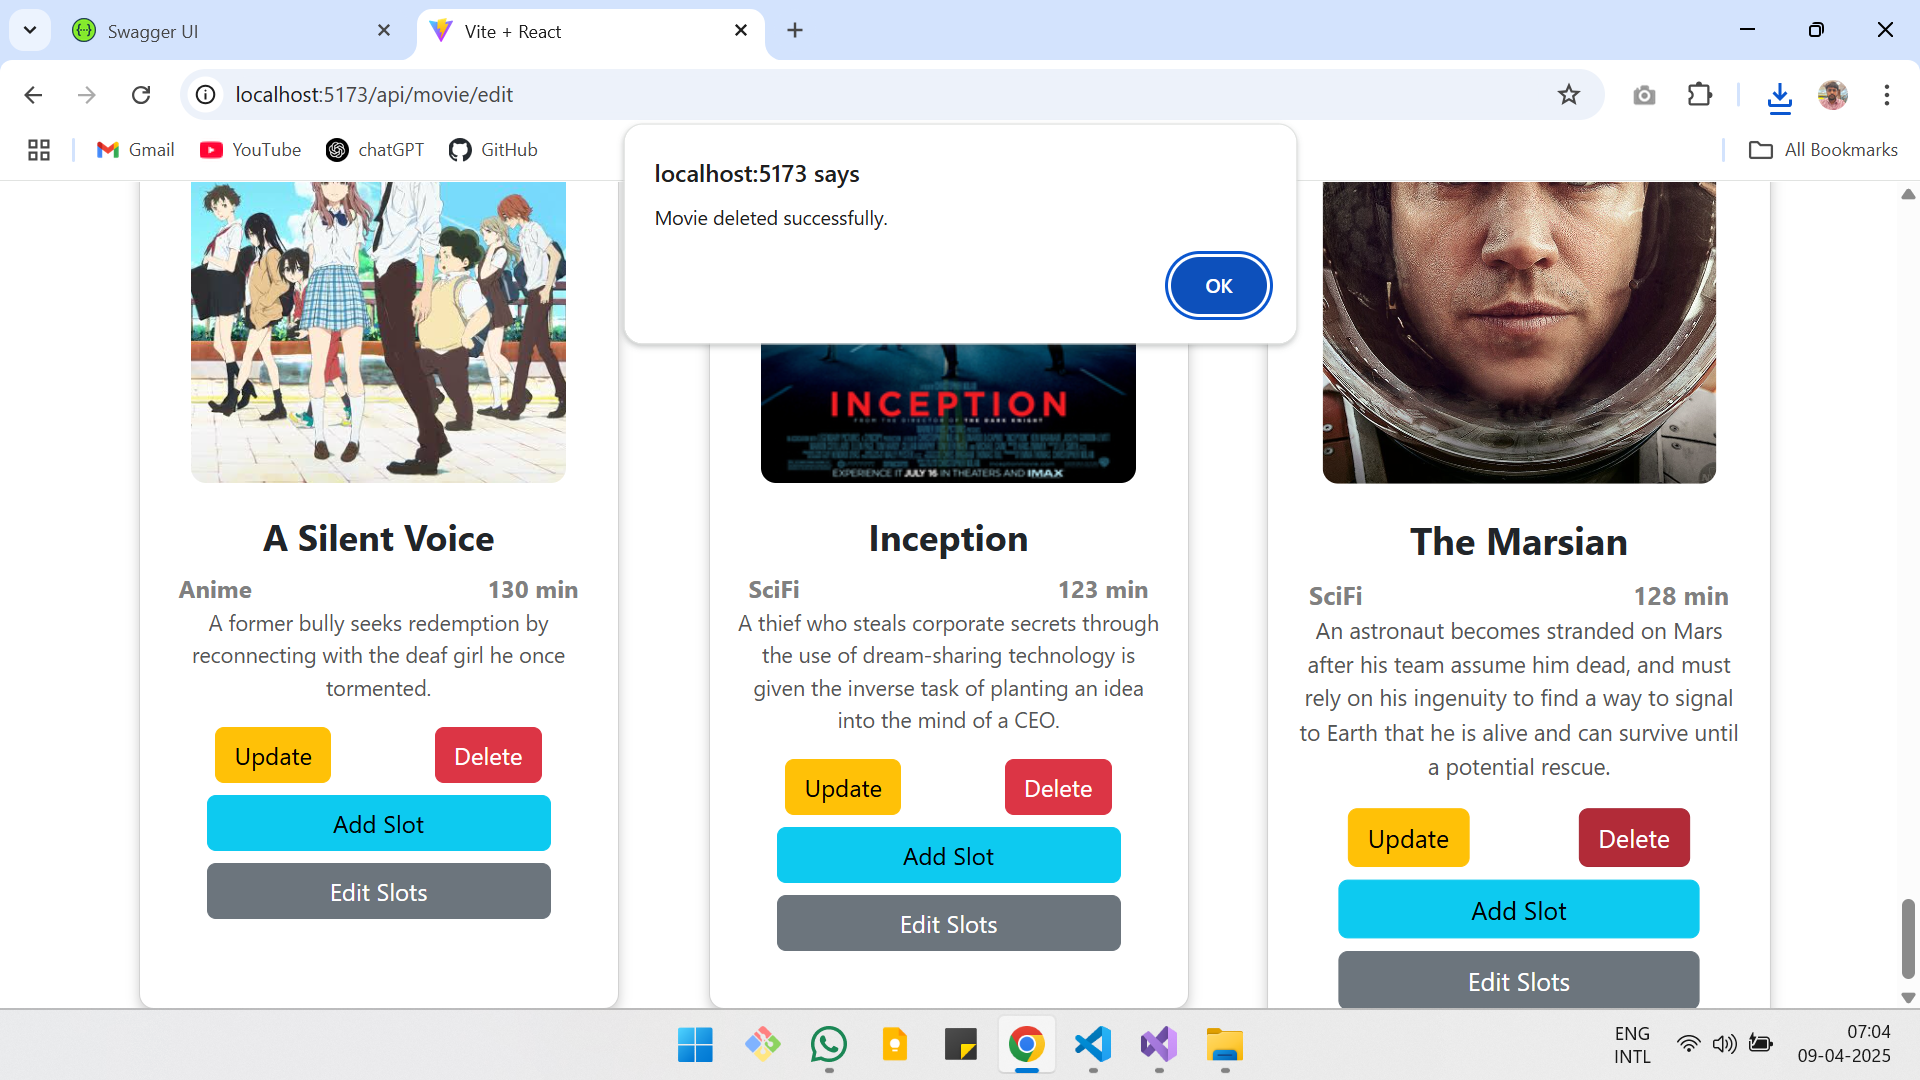 Swagger UI
Vite + React
localhost:5173/api/movie/edit
Gmail
YouTube
chatGPT
GitHub
All Bookmarks
localhost:5173 says
Movie deleted successfully.
OK
INCEPTION
FROM THE DIRECTOR OF THE DARK KNIGHT
EXPERIENCE IT JULY 16 IN THEATERS AND IMAX
A Silent Voice
Anime 130 min
A former bully seeks redemption by
reconnecting with the deaf girl he once
tormented.
Update Delete
Add Slot
Edit Slots
Inception
SciFi 123 min
A thief who steals corporate secrets through
the use of dream-sharing technology is
given the inverse task of planting an idea
into the mind of a CEO.
Update Delete
Add Slot
Edit Slots
The Marsian
SciFi 128 min
An astronaut becomes stranded on Mars
after his team assume him dead, and must
rely on his ingenuity to find a way to signal
to Earth that he is alive and can survive until
a potential rescue.
Update Delete
Add Slot
Edit Slots
ENG
INTL
07:04
09-04-2025